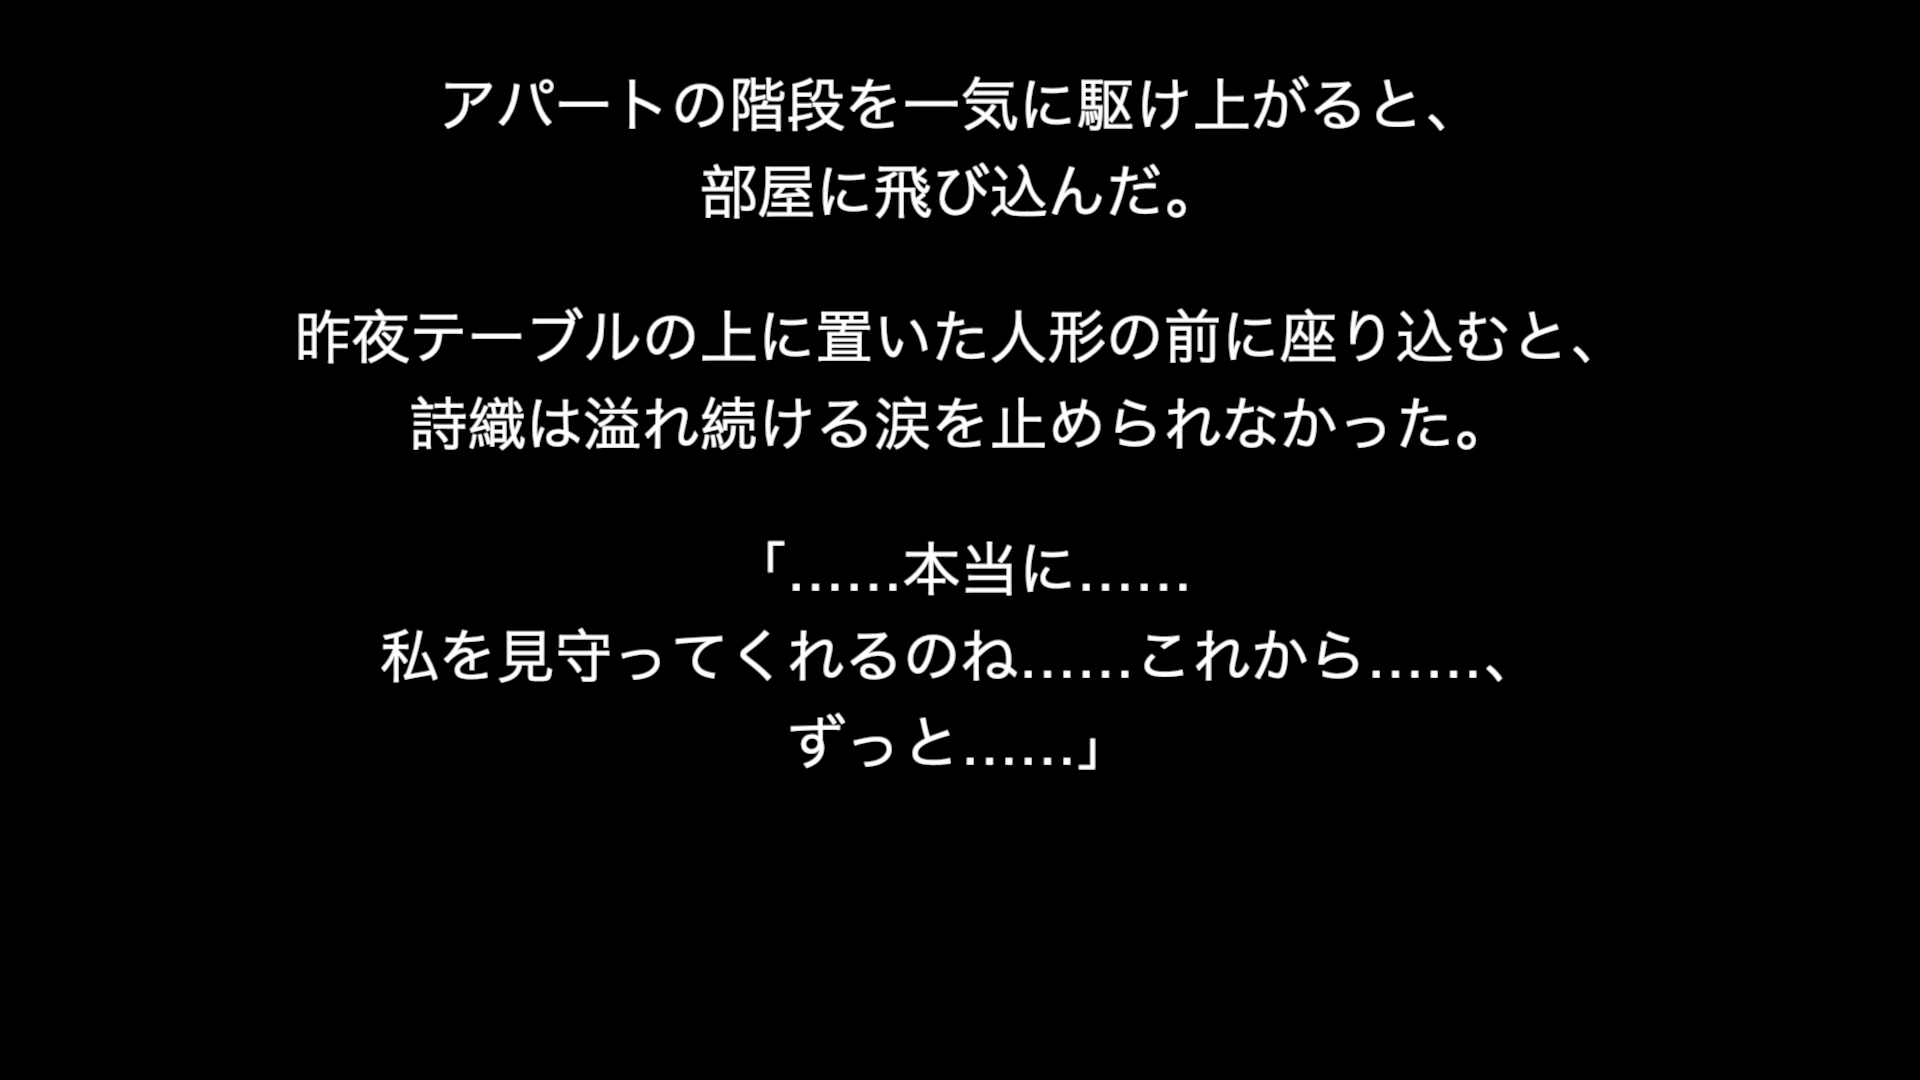 アパートの階段を一気に駆け上がると、
部屋に飛び込んだ。
昨夜テーブルの上に置いた人形の前に座り込むと、
詩織は溢れ続ける涙を止められなかった。
「……本当に……
私を見守ってくれるのね……これから……、
ずっと……」